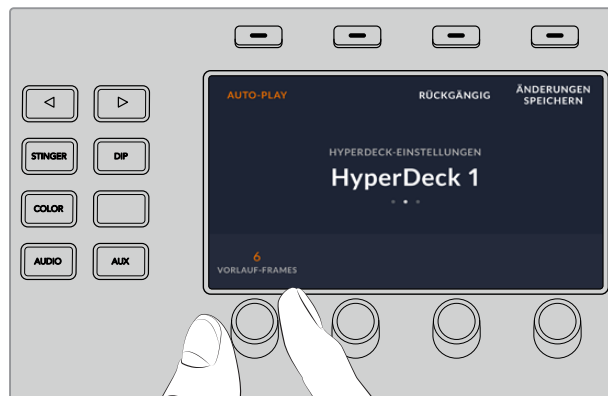 AUTO-PLAY
RÜCKGÄNGIG
ÄNDERUNGEN
SPEICHERN
STINGER
DIP
HYPERDECK-EINSTELLUNGEN
HyperDeck 1
COLOR
AUDIO
AUX
6
VORLAUF-FRAMES